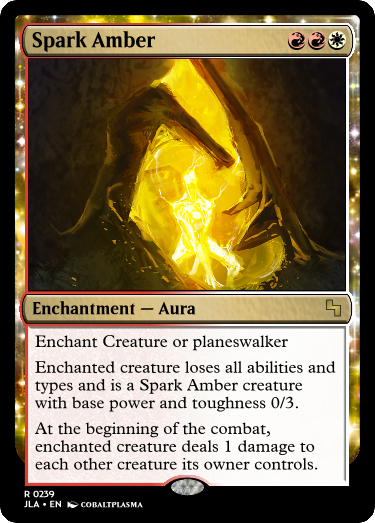 Spark Amber
Enchantment — Aura
Enchant Creature or planeswalker
Enchanted creature loses all abilities and
types and is a Spark Amber creature
with base power and toughness 0/3.
At the beginning of the combat,
enchanted creature deals 1 damage to
each other creature its owner controls.
R 0239
JLA • EN COBALTPLASMA